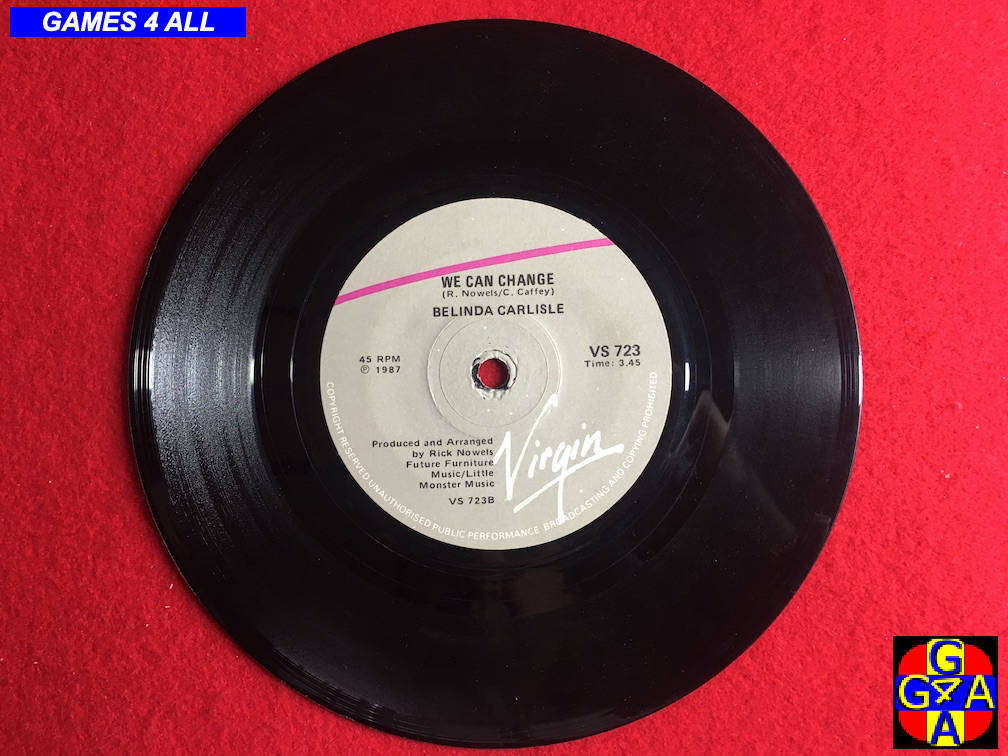 GAMES 4 ALL
WE CAN CHANGE
(R. Nowels/C. Caffey)
BELINDA CARLISLE
45 RPM
℗ 1987
VS 723
Time: 3.45
Produced and Arranged
by Rick Nowels
Future Furniture
Music/Little
Monster Music
VS 723B
Virgin
COPYRIGHT RESERVED UNAUTHORISED PUBLIC PERFORMANCE BROADCASTING AND COPYING PROHIBITED
G
G4A
A